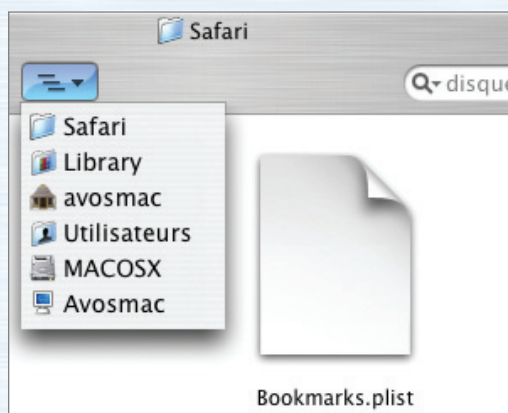 Safari
disque
Safari
Library
avosmac
Utilisateurs
MACOSX
Avosmac
Bookmarks.plist